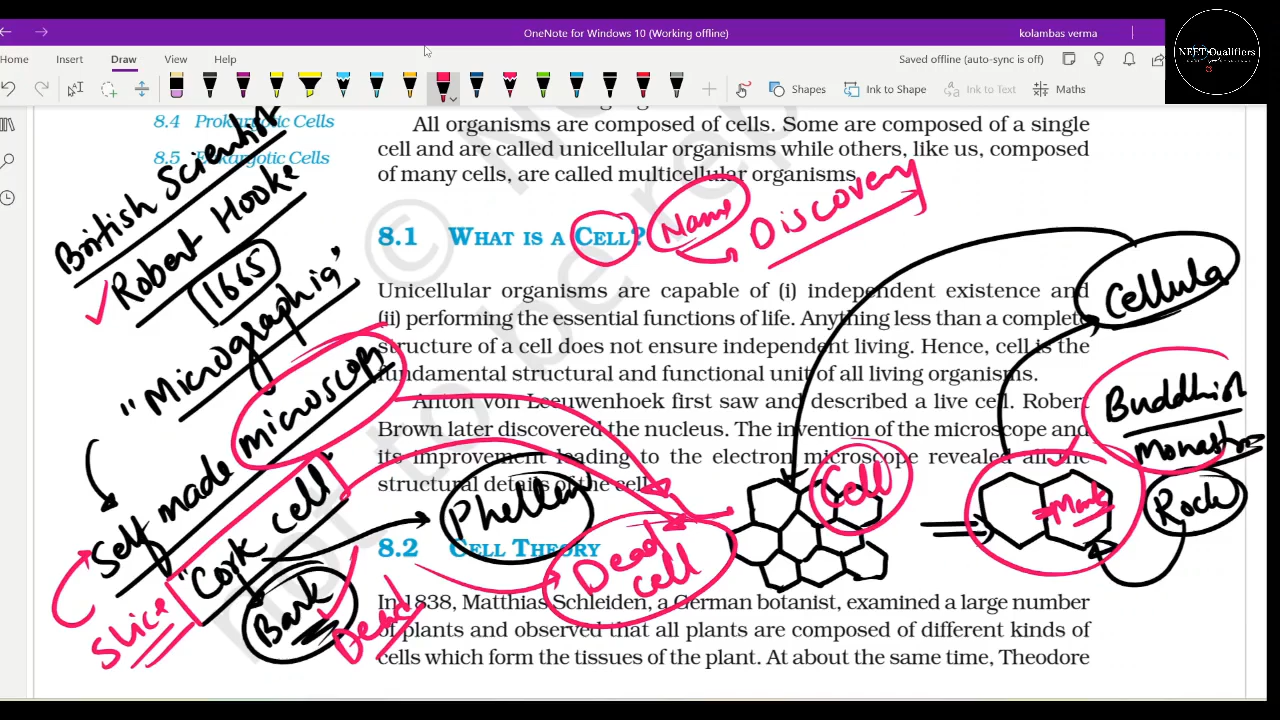 OneNote for Windows 10 (Working offline)
kolambas verma
NEET Qualifiers
Home Insert Draw View Help
Saved offline (auto-sync is off)
Shapes Ink to Shape Ink to Text Maths
8.4 Prokaryotic Cells
8.5 Eukaryotic Cells
All organisms are composed of cells. Some are composed of a single
cell and are called unicellular organisms while others, like us, composed
of many cells, are called multicellular organisms.
8.1 WHAT IS A CELL?
Name
Discovery
Unicellular organisms are capable of (i) independent existence and
(ii) performing the essential functions of life. Anything less than a complete
structure of a cell does not ensure independent living. Hence, cell is the
fundamental structural and functional unit of all living organisms.
Anton von Leeuwenhoek first saw and described a live cell. Robert
Brown later discovered the nucleus. The invention of the microscope and
its improvement leading to the electron microscope revealed all the
structural details of the cell.
8.2 CELL THEORY
In 1838, Matthias Schleiden, a German botanist, examined a large number
of plants and observed that all plants are composed of different kinds of
cells which form the tissues of the plant. At about the same time, Theodore
British Scientist
Robert Hooke
1665
"Micrographia"
Self made microscope
Slice
"Cork cell"
Bark
Dead
Phellem
Dead
cell
Cell
Cellula
Buddhist
Rock